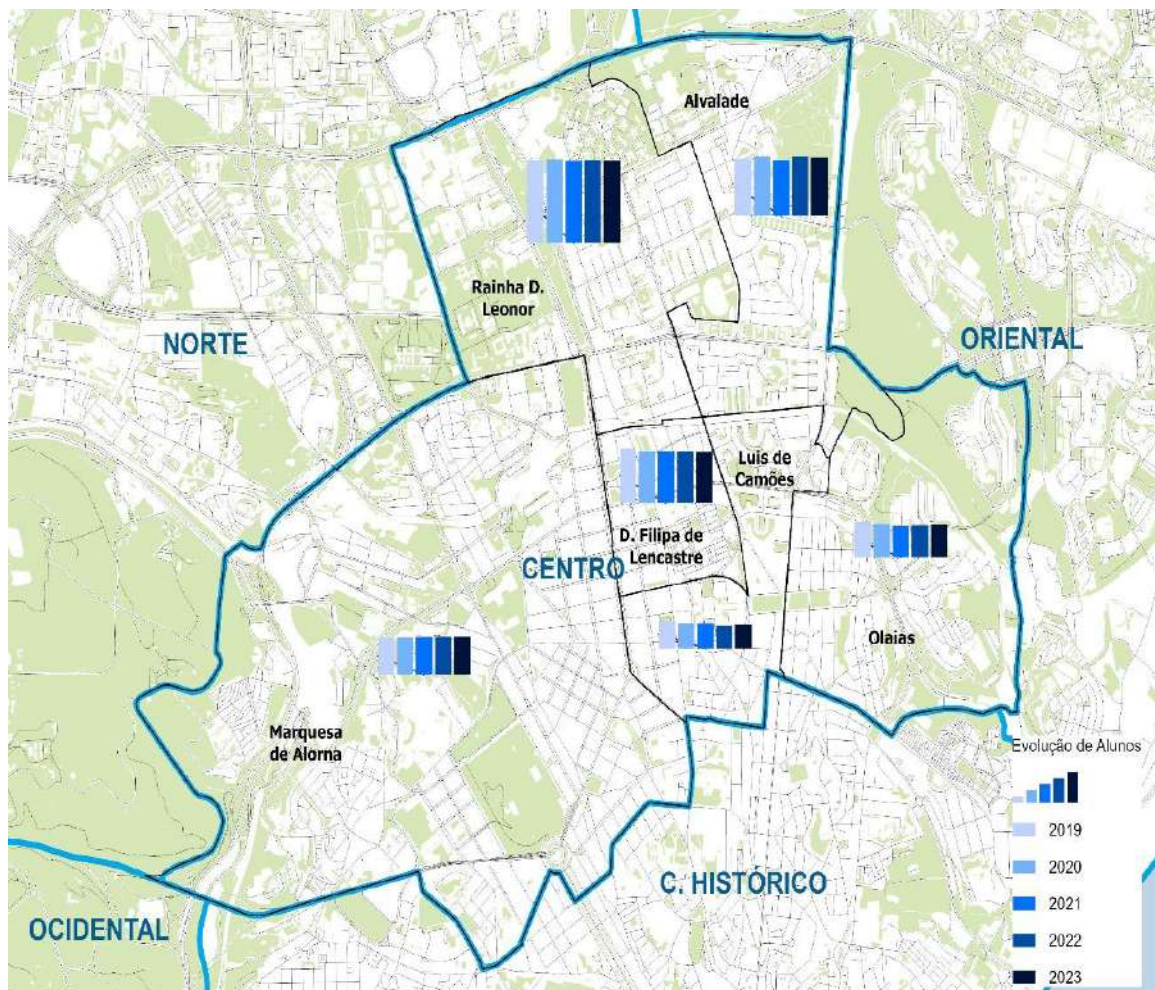 Alvalade
Rainha D.
Leonor
NORTE
ORIENTAL
Luis de
Camões
D. Filipa de
Lencastre
CENTRO
Olaias
Marquesa
de Alorna
Evolução de Alunos
2019
2020
2021
2022
2023
C. HISTÓRICO
OCIDENTAL